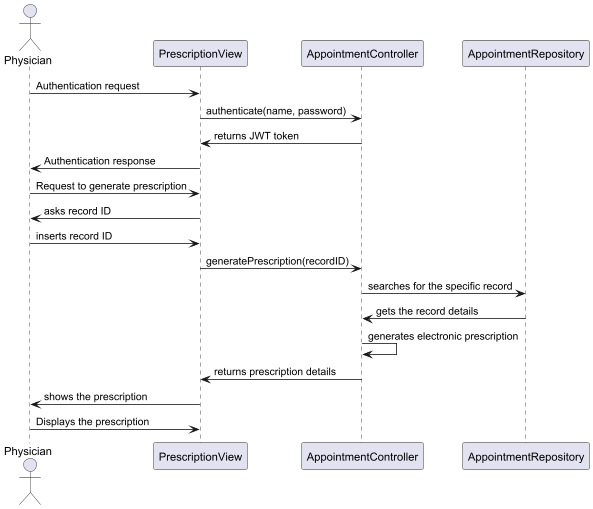 Physician
PrescriptionView
AppointmentController
AppointmentRepository
Authentication request
authenticate(name, password)
returns JWT token
Authentication response
Request to generate prescription
asks record ID
inserts record ID
generatePrescription(recordID)
searches for the specific record
gets the record details
generates electronic prescription
returns prescription details
shows the prescription
Displays the prescription
Physician
PrescriptionView
AppointmentController
AppointmentRepository